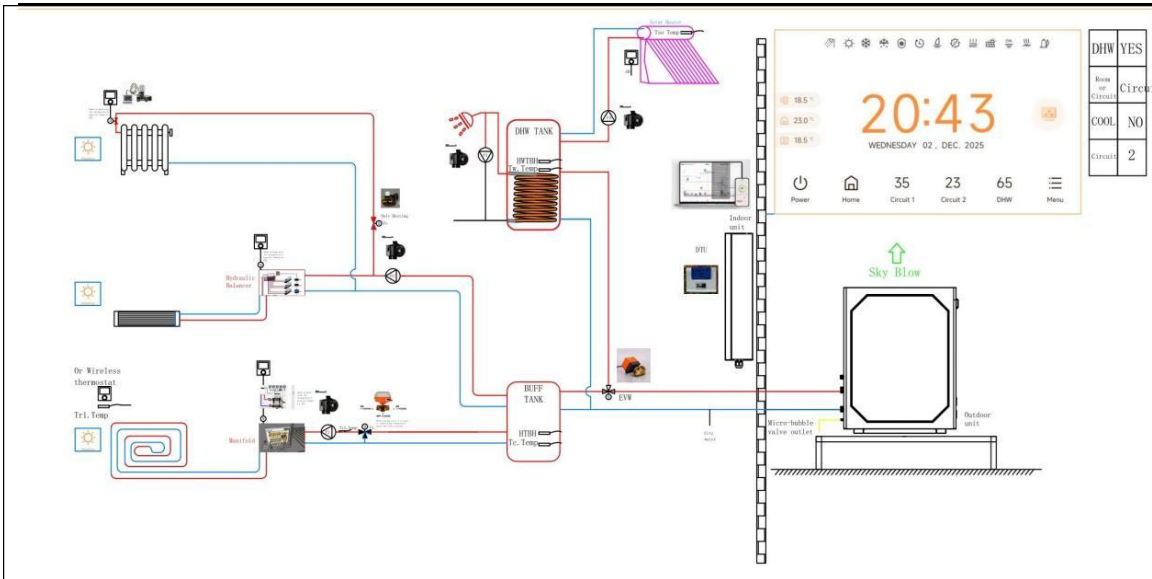 Solar Heater
Tso Temp
DHW TANK
HWTBH
Tw.Temp
Indoor
unit
DTU
Hydraulic
Balancer
Or Wireless
thermostat
Tr1.Temp
Manifold
BUFF
TANK
HTBH
Tc.Temp
EVW
18.5 °C
23.0 °C
18.5 °C
20:43
WEDNESDAY 02 , DEC. 2025
Power
Home
35
Circuit 1
23
Circuit 2
65
DHW
Menu
DHW YES
Room
or
Circuit
Circu
COOL NO
Circuit 2
Sky Blow
Outdoor
unit
Micro-bubble
valve outlet